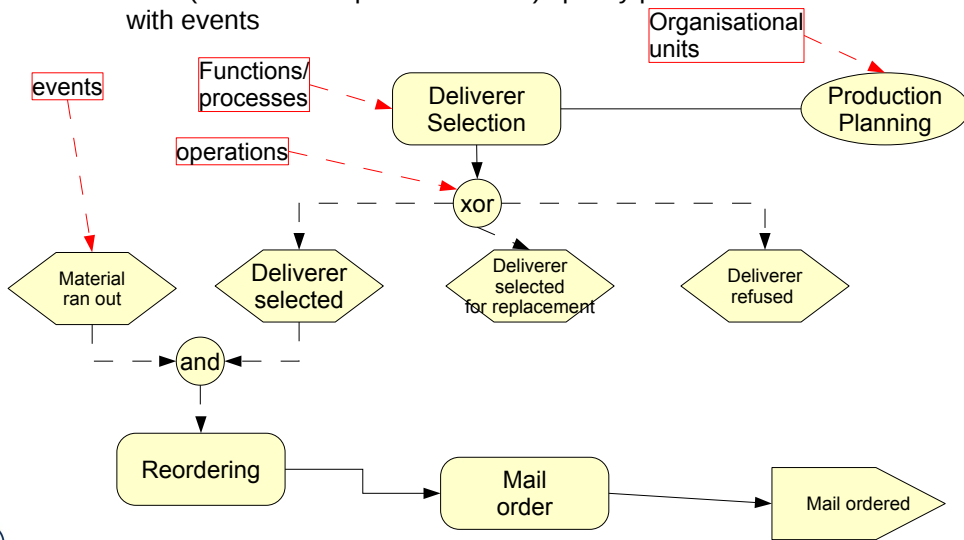 with events
Organisational
units
Functions/
processes
events
Deliverer
Selection
Production
Planning
operations
xor
Material
ran out
Deliverer
selected
Deliverer
selected
for replacement
Deliverer
refused
and
Reordering
Mail
order
Mail ordered